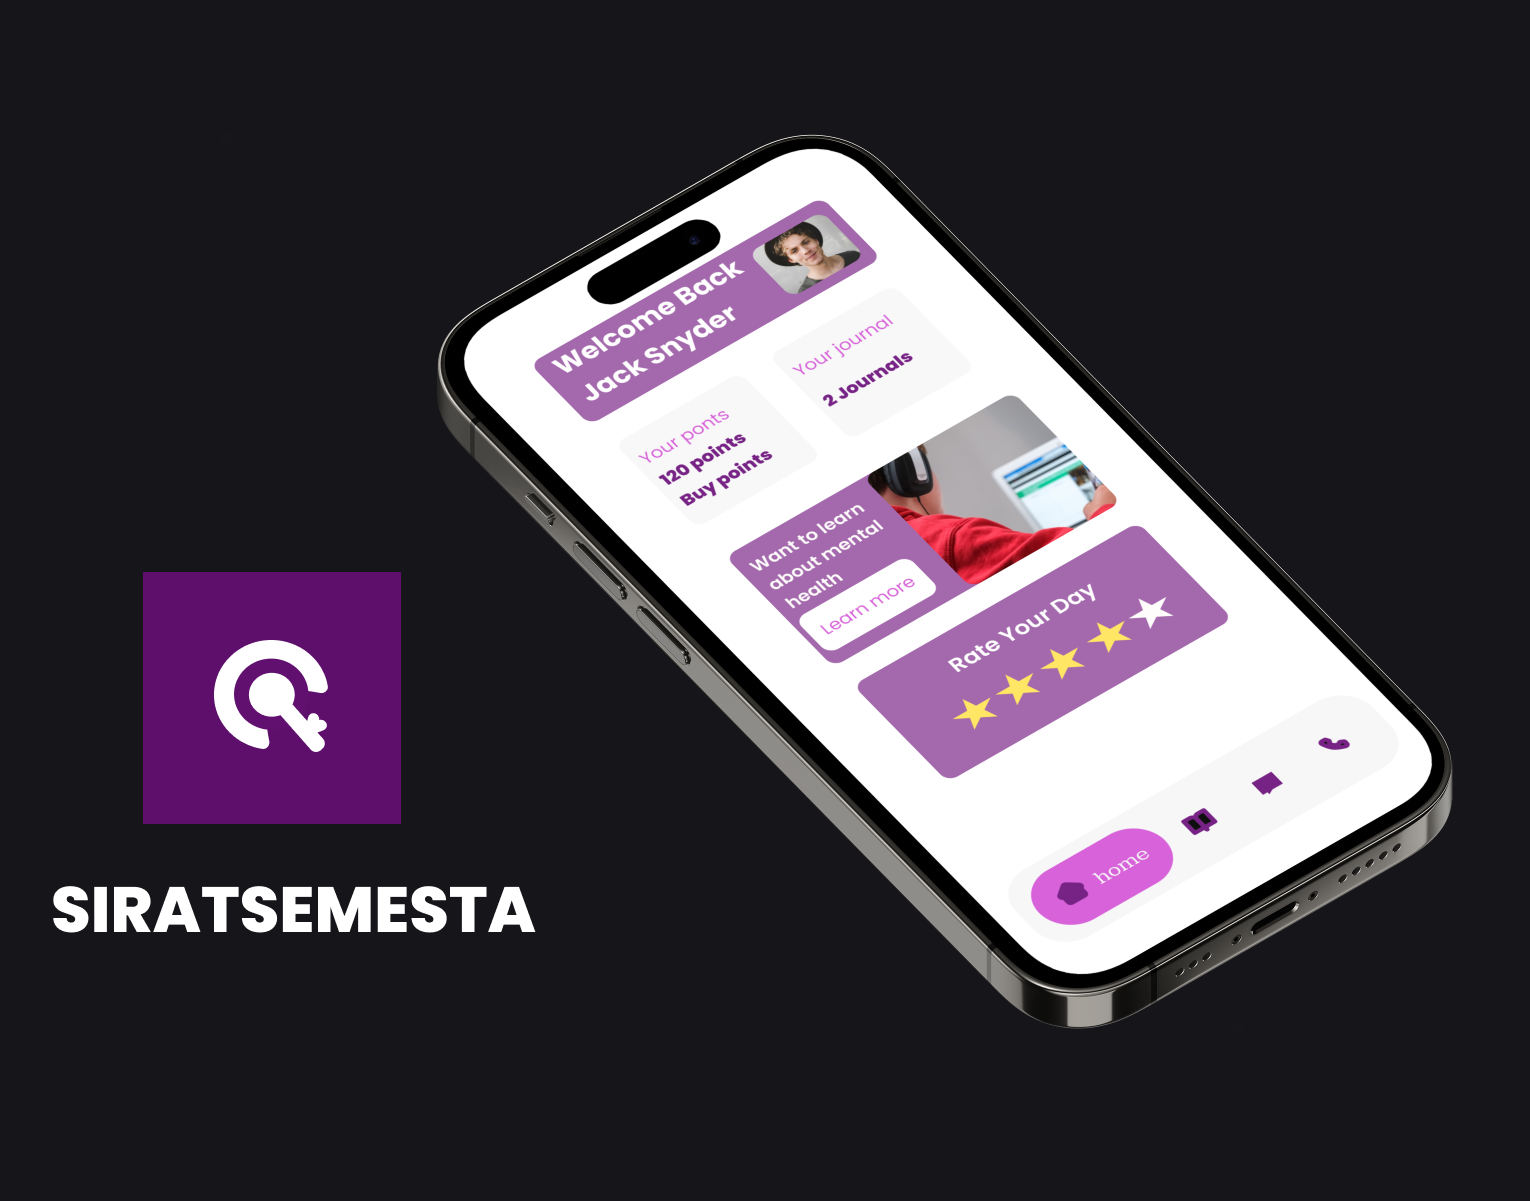 Welcome Back
Jack Snyder
Your ponts
120 points
Buy points
Your journal
2 Journals
Want to learn
about mental
health
Learn more
Rate Your Day
home
SIRATSEMESTA